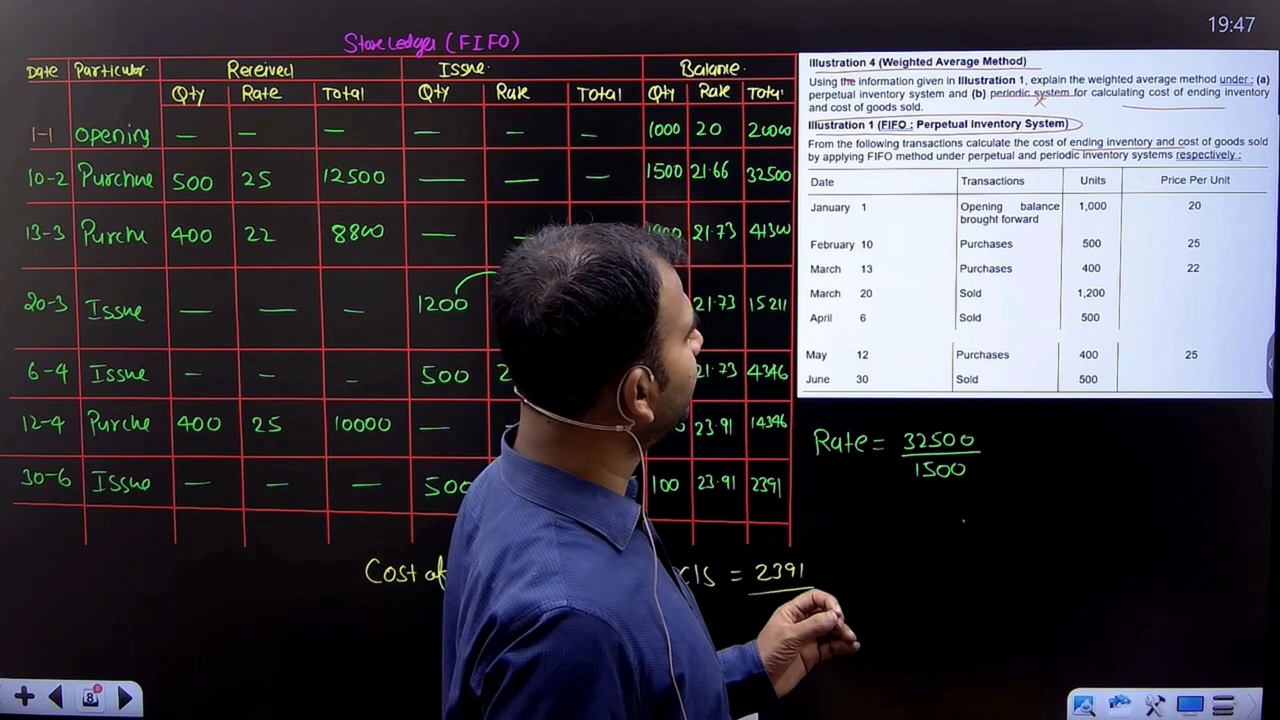 19:47
Store Ledger (FIFO)
Date Particular. Received Issue. Balance.
Qty Rate Total Qty Rate Total Qty Rate Total
1-1 opening — — — — — — 1000 20 20000
10-2 Purchne 500 25 12500 — — — 1500 21.66 32500
13-3 Purche 400 22 8800 — — 21.73 41300
20-3 Issue — — — 1200 21.73 15211
6-4 Issue - - - 500 21.73 4346
12-4 Purche 400 25 10000 — 23.91 14346
30-6 Issue — — — 500 100 23.91 2391
Cost of = 2391
Illustration 4 (Weighted Average Method)
Using the information given in Illustration 1, explain the weighted average method under : (a)
perpetual inventory system and (b) periodic system for calculating cost of ending inventory
and cost of goods sold.
Illustration 1 (FIFO : Perpetual Inventory System)
From the following transactions calculate the cost of ending inventory and cost of goods sold
by applying FIFO method under perpetual and periodic inventory systems respectively :
Date Transactions Units Price Per Unit
January 1 Opening balance 1,000 20
brought forward
February 10 Purchases 500 25
March 13 Purchases 400 22
March 20 Sold 1,200
April 6 Sold 500
May 12 Purchases 400 25
June 30 Sold 500
Rate = 32500
1500
8